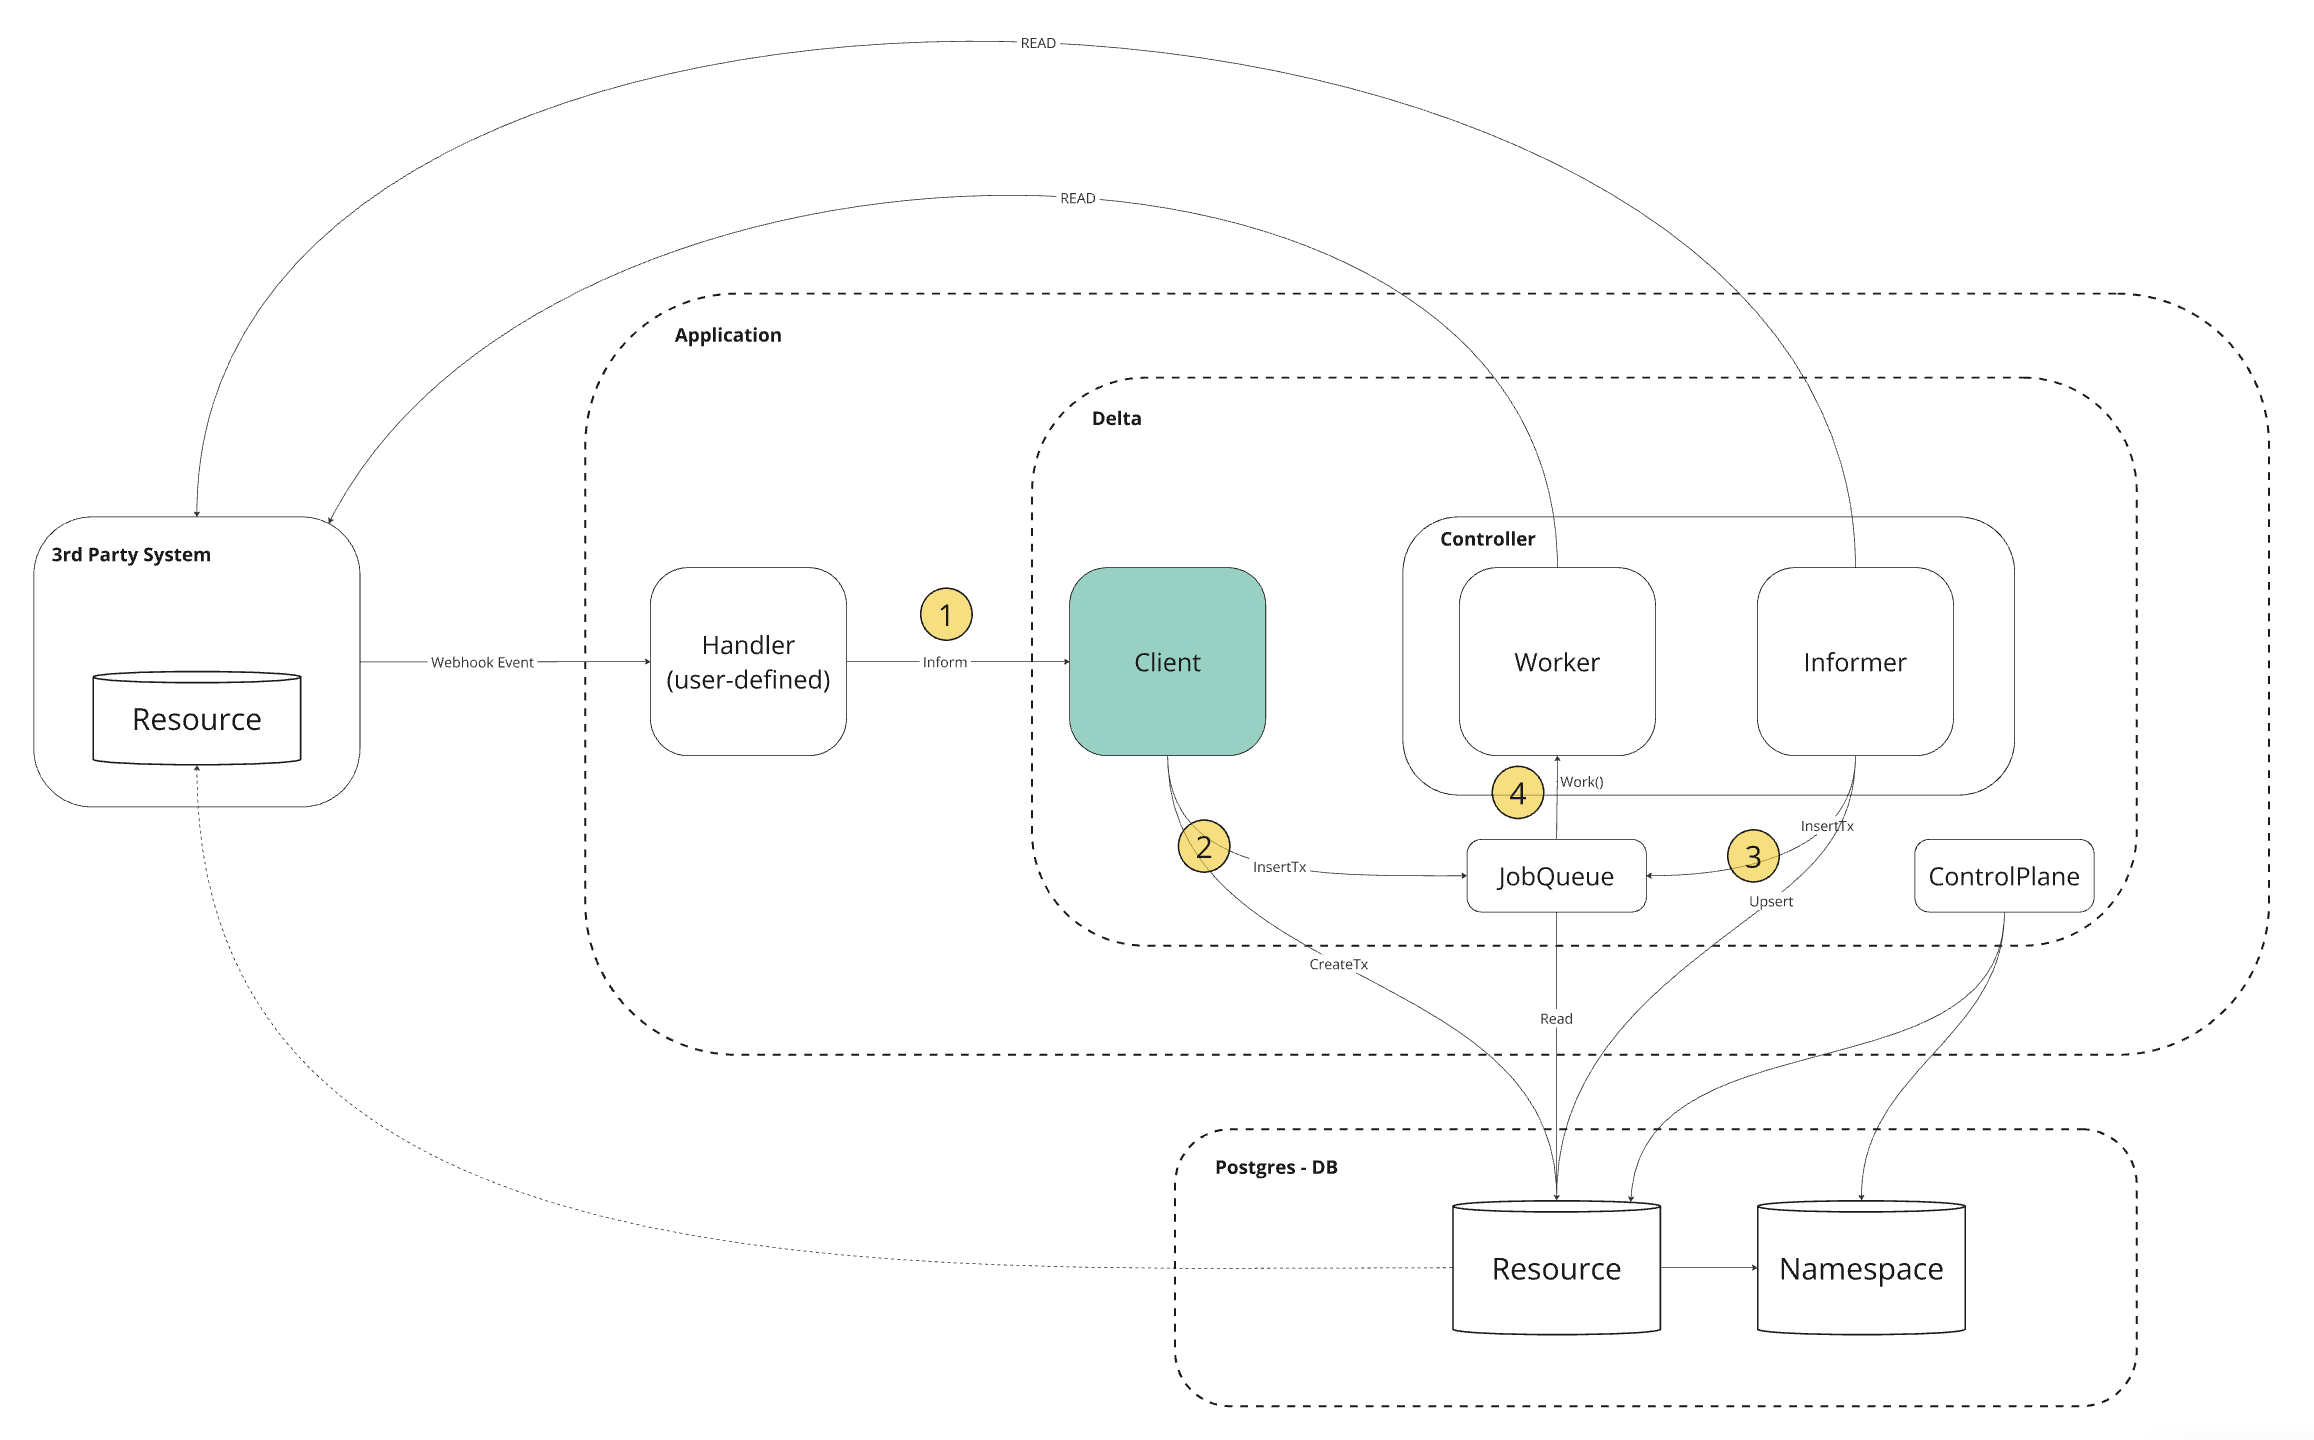 READ
READ
Application
Delta
3rd Party System
Controller
Resource
Webhook Event
Handler
(user-defined)
1
Inform
Client
Worker
Informer
4
Work()
2
InsertTx
InsertTx
3
JobQueue
ControlPlane
Upsert
CreateTx
Read
Postgres - DB
Resource
Namespace